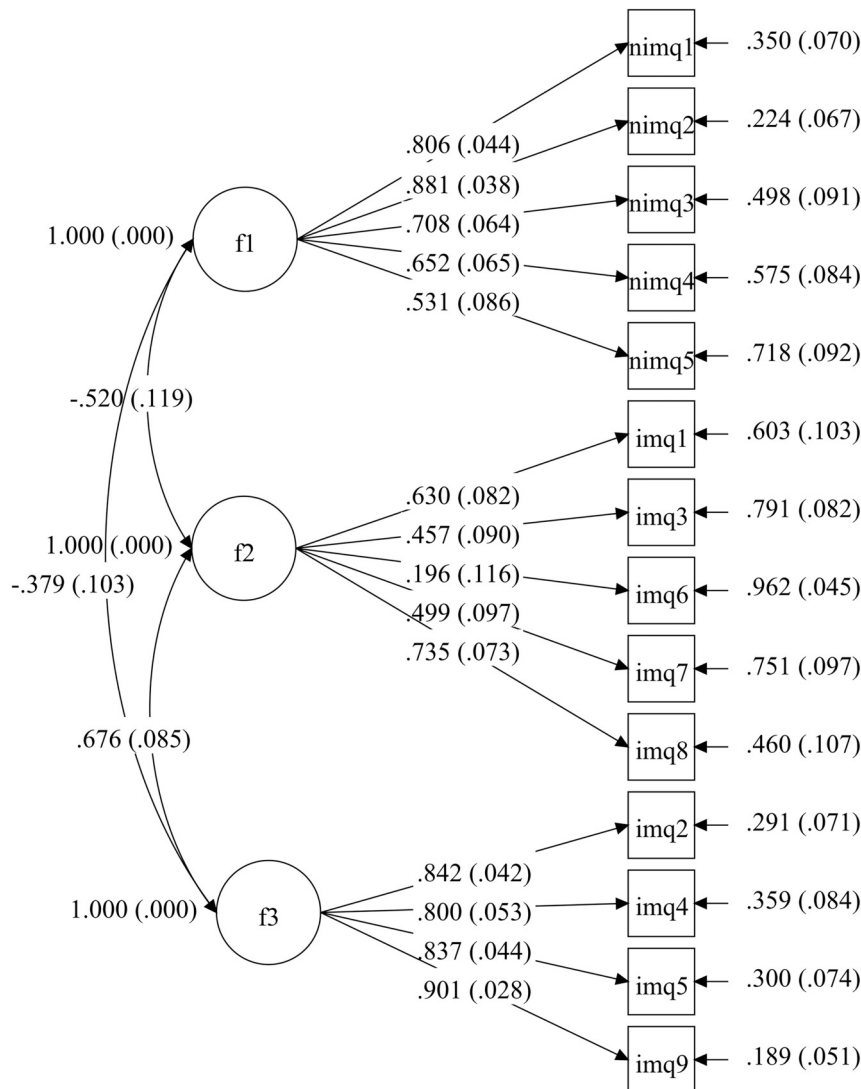 nimq1 .350 (.070)
nimq2 .224 (.067)
.806 (.044)
.881 (.038)
nimq3 .498 (.091)
.708 (.064)
1.000 (.000) f1
.652 (.065)
nimq4 .575 (.084)
.531 (.086)
nimq5 .718 (.092)
-.520 (.119)
imq1 .603 (.103)
.630 (.082)
imq3 .791 (.082)
.457 (.090)
1.000 (.000) f2
-.379 (.103)
.196 (.116)
imq6 .962 (.045)
.499 (.097)
.735 (.073)
imq7 .751 (.097)
.676 (.085)
imq8 .460 (.107)
imq2 .291 (.071)
.842 (.042)
1.000 (.000) f3
.800 (.053)
imq4 .359 (.084)
.837 (.044)
imq5 .300 (.074)
.901 (.028)
imq9 .189 (.051)